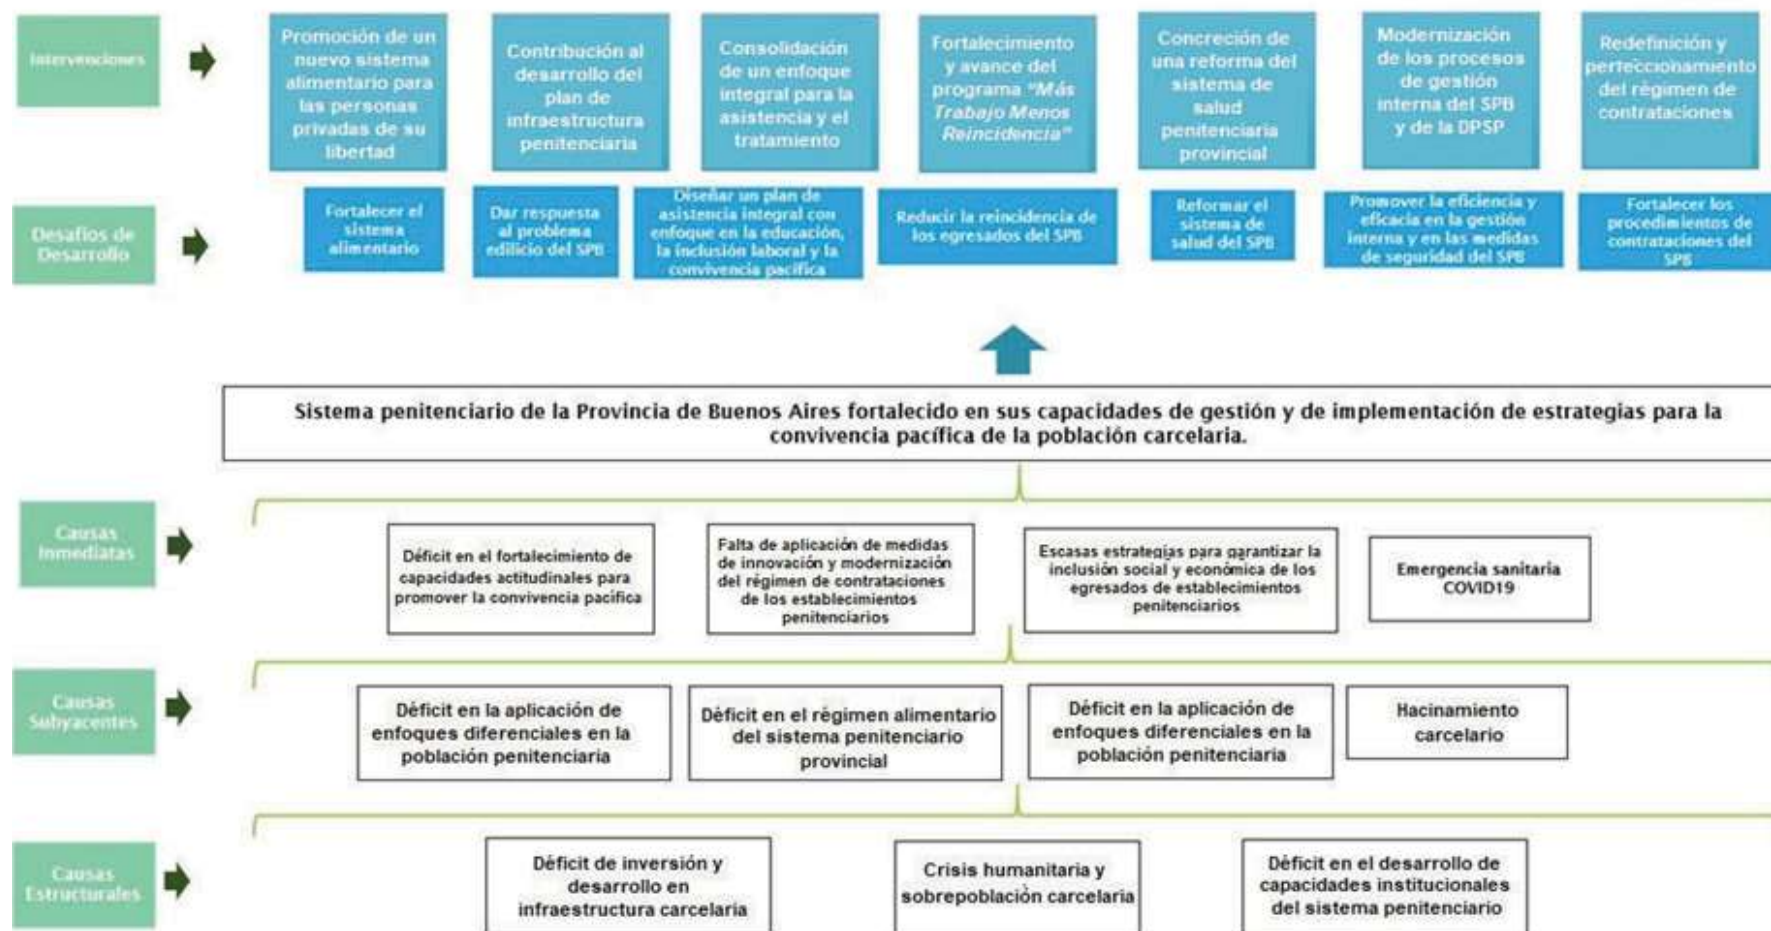 Intervenciones
Promoción de un
nuevo sistema
alimentario para
las personas
privadas de su
libertad
Contribución al
desarrollo del
plan de
infraestructura
penitenciaria
Consolidación
de un enfoque
integral para la
asistencia y el
tratamiento
Fortalecimiento
y avance del
programa “Más
Trabajo Menos
Reincidencia”
Concreción de
una reforma del
sistema de
salud
penitenciaria
provincial
Modernización
de los procesos
de gestión
interna del SPB
y de la DPSP
Redefinición y
perfeccionamiento
del régimen de
contrataciones
Desafíos de
Desarrollo
Fortalecer el
sistema
alimentario
Dar respuesta
al problema
edilicio del SPB
Diseñar un plan de
asistencia integral con
enfoque en la educación,
la inclusión laboral y la
convivencia pacífica
Reducir la reincidencia de
los egresados del SPB
Reformar el
sistema de
salud del SPB
Promover la eficiencia y
eficacia en la gestión
interna y en las medidas
de seguridad del SPB
Fortalecer los
procedimientos de
contrataciones del
SPB
Sistema penitenciario de la Provincia de Buenos Aires fortalecido en sus capacidades de gestión y de implementación de estrategias para la
convivencia pacífica de la población carcelaria.
Causas
Inmediatas
Déficit en el fortalecimiento de
capacidades actitudinales para
promover la convivencia pacífica
Falta de aplicación de medidas
de innovación y modernización
del régimen de contrataciones
de los establecimientos
penitenciarios
Escasas estrategias para garantizar la
inclusión social y económica de los
egresados de establecimientos
penitenciarios
Emergencia sanitaria
COVID19
Causas
Subyacentes
Déficit en la aplicación de
enfoques diferenciales en la
población penitenciaria
Déficit en el régimen alimentario
del sistema penitenciario
provincial
Déficit en la aplicación de
enfoques diferenciales en la
población penitenciaria
Hacinamiento
carcelario
Causas
Estructurales
Déficit de inversión y
desarrollo en
infraestructura carcelaria
Crisis humanitaria y
sobrepoblación carcelaria
Déficit en el desarrollo de
capacidades institucionales
del sistema penitenciario